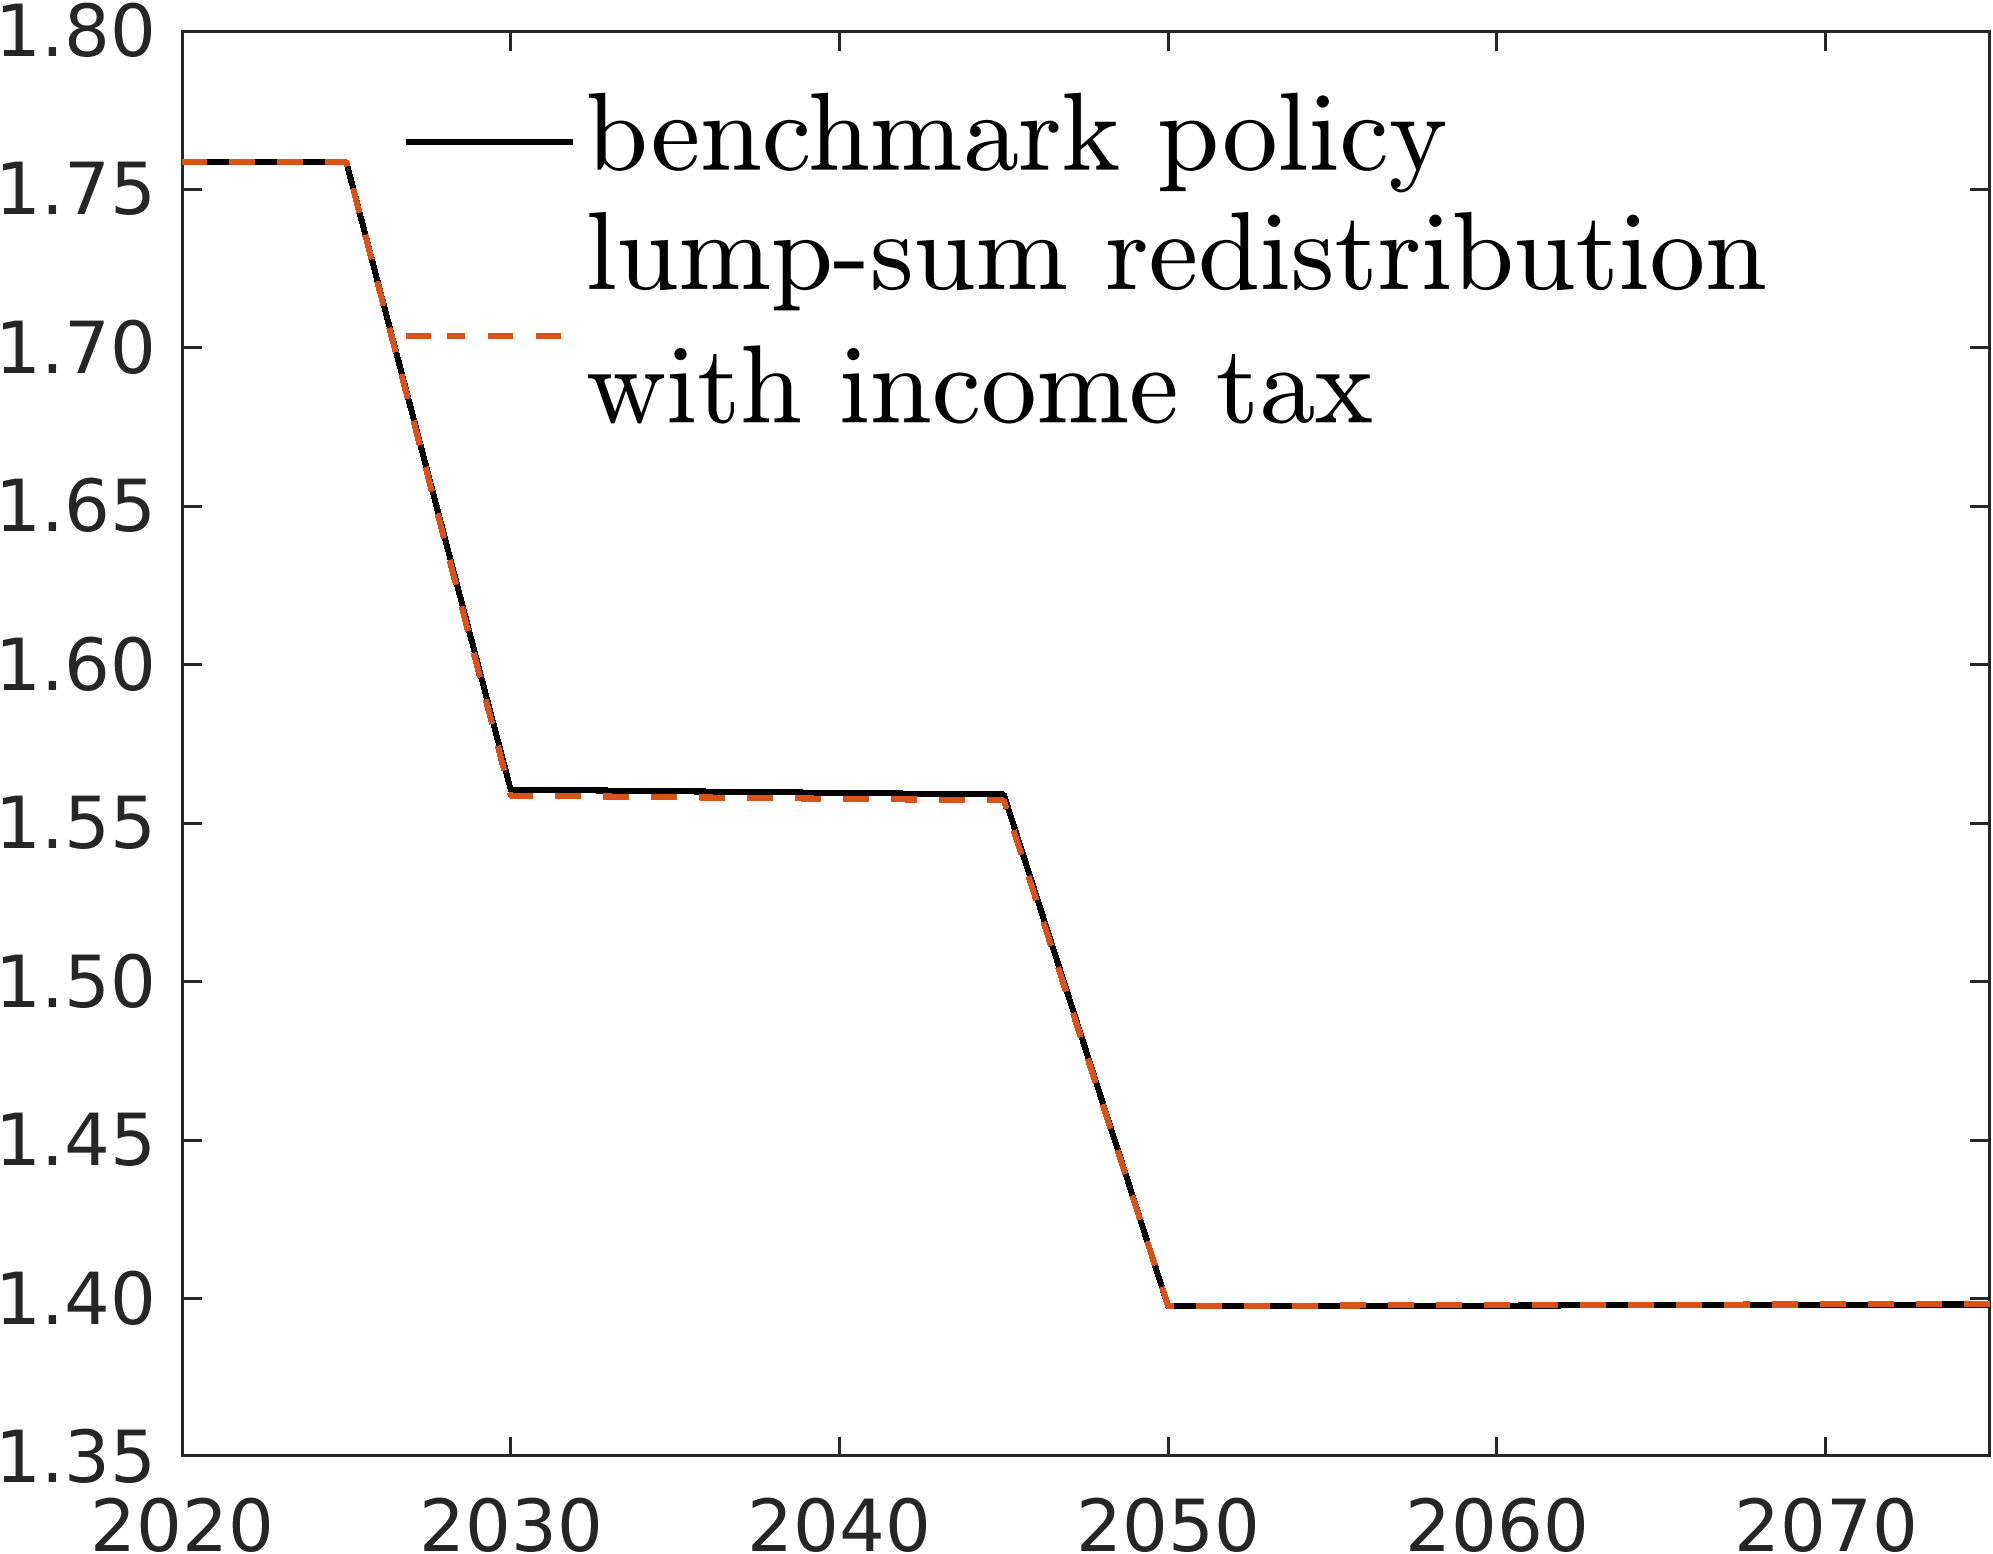 1.80
benchmark policy
1.75
lump-sum redistribution
1.70
with income tax
1.65
1.60
1.55
1.50
1.45
1.40
1.35
2020 2030 2040 2050 2060 2070